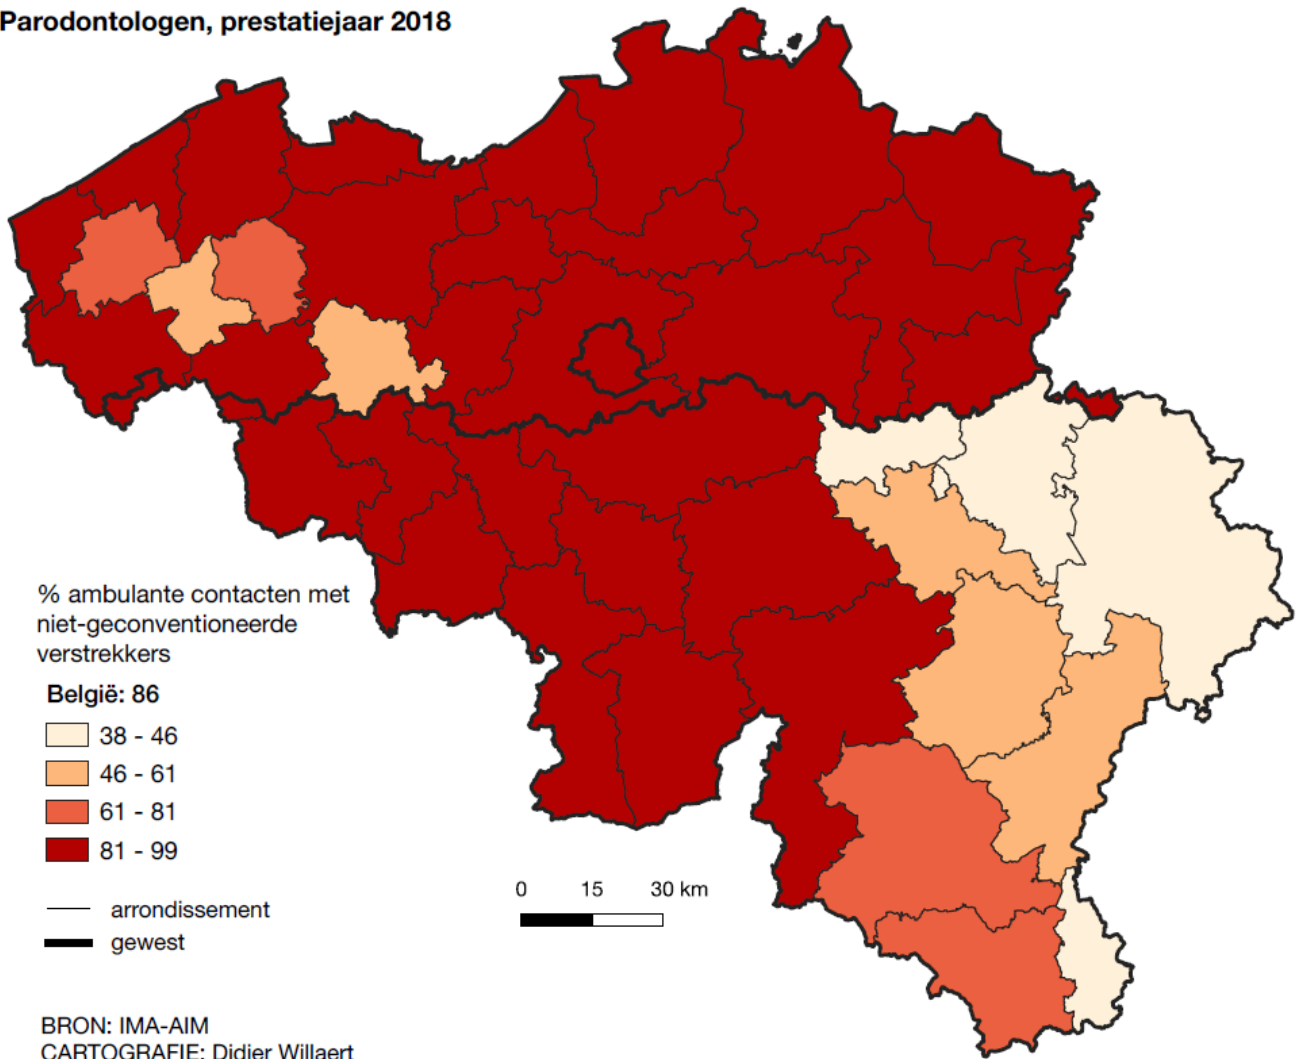 Parodontologen, prestatiejaar 2018
% ambulante contacten met
niet-geconventioneerde
verstrekkers
België: 86
38 - 46
46 - 61
61 - 81
81 - 99
arrondissement
gewest
0 15 30 km
BRON: IMA-AIM
CARTOGRAFIE: Didier Willaert